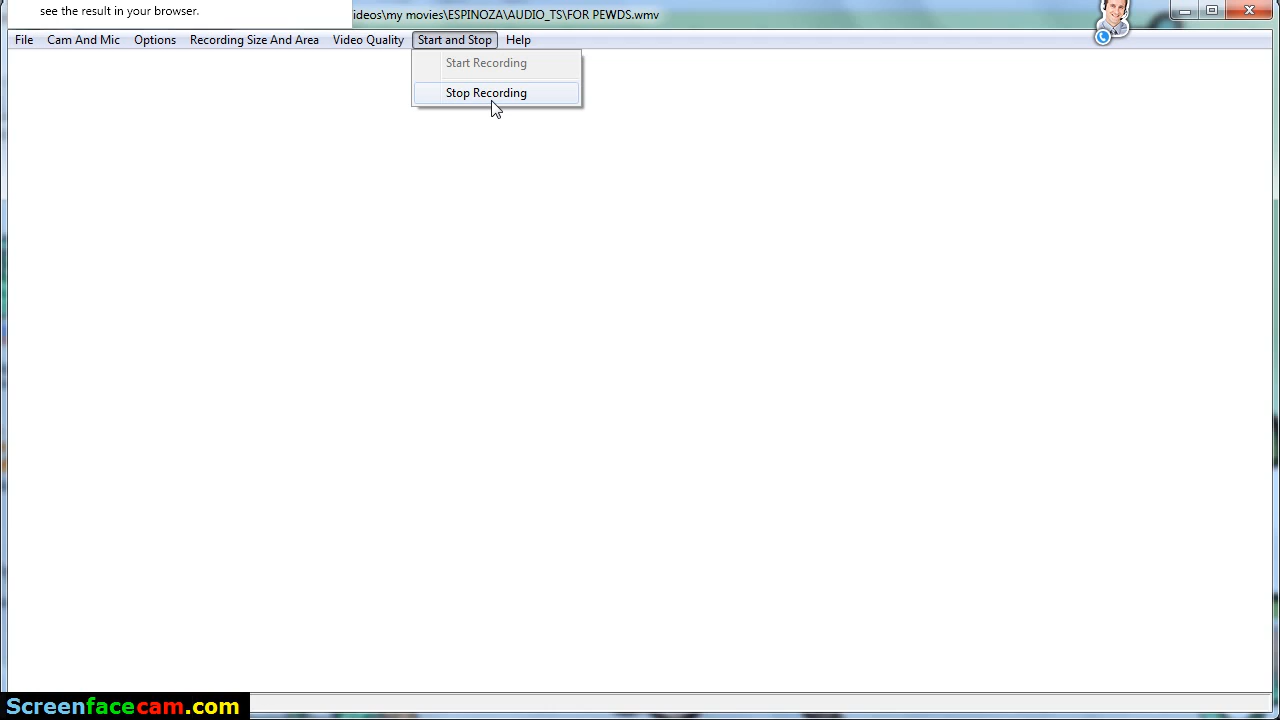 see the result in your browser.
ideos\my movies\ESPINOZA\AUDIO_TS\FOR PEWDS.wmv
File Cam And Mic Options Recording Size And Area Video Quality Start and Stop Help
Start Recording
Stop Recording
Screenfacecam.com